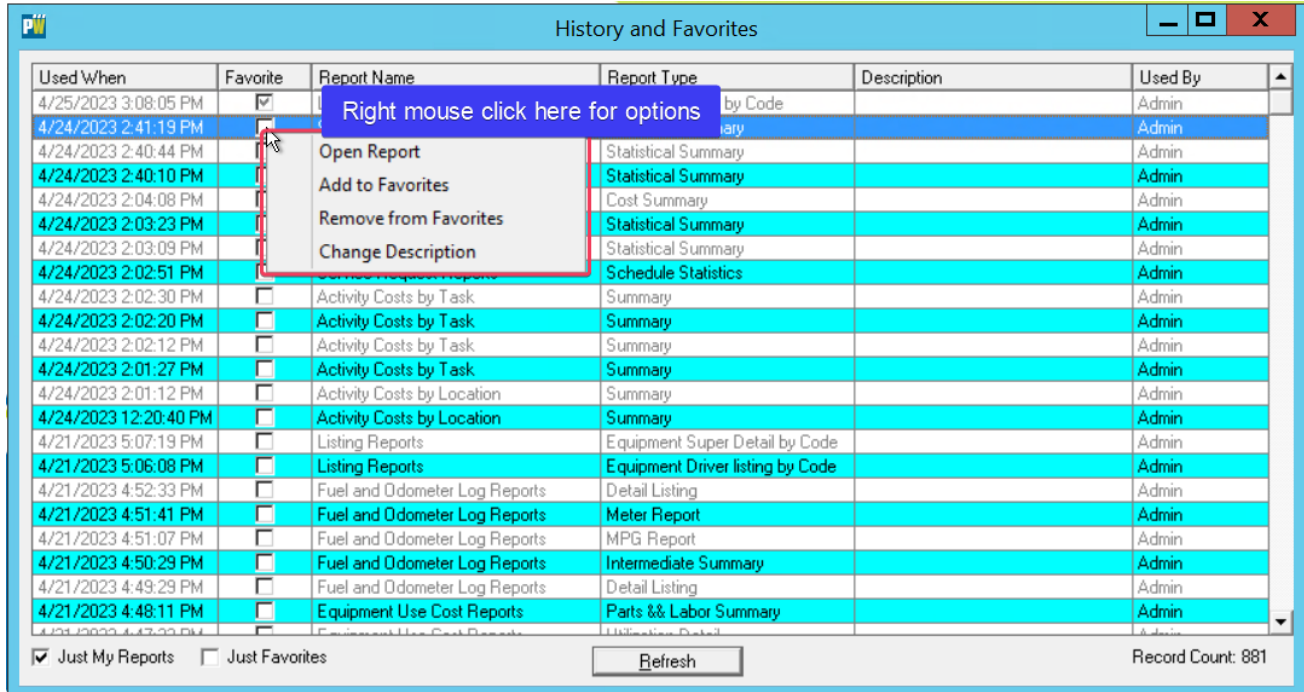 PW
History and Favorites
Used When Favorite Report Name Report Type Description Used By
4/25/2023 3:08:05 PM by Code Admin
Right mouse click here for options
4/24/2023 2:41:19 PM Admin
4/24/2023 2:40:44 PM Open Report Statistical Summary Admin
4/24/2023 2:40:10 PM Add to Favorites Statistical Summary Admin
4/24/2023 2:04:08 PM Cost Summary Admin
4/24/2023 2:03:23 PM Remove from Favorites Statistical Summary Admin
4/24/2023 2:03:09 PM Change Description Statistical Summary Admin
4/24/2023 2:02:51 PM Schedule Statistics Admin
4/24/2023 2:02:30 PM Activity Costs by Task Summary Admin
4/24/2023 2:02:20 PM Activity Costs by Task Summary Admin
4/24/2023 2:02:12 PM Activity Costs by Task Summary Admin
4/24/2023 2:01:27 PM Activity Costs by Task Summary Admin
4/24/2023 2:01:12 PM Activity Costs by Location Summary Admin
4/24/2023 12:20:40 PM Activity Costs by Location Summary Admin
4/21/2023 5:07:19 PM Listing Reports Equipment Super Detail by Code Admin
4/21/2023 5:06:08 PM Listing Reports Equipment Driver listing by Code Admin
4/21/2023 4:52:33 PM Fuel and Odometer Log Reports Detail Listing Admin
4/21/2023 4:51:41 PM Fuel and Odometer Log Reports Meter Report Admin
4/21/2023 4:51:07 PM Fuel and Odometer Log Reports MPG Report Admin
4/21/2023 4:50:29 PM Fuel and Odometer Log Reports Intermediate Summary Admin
4/21/2023 4:49:29 PM Fuel and Odometer Log Reports Detail Listing Admin
4/21/2023 4:48:11 PM Equipment Use Cost Reports Parts && Labor Summary Admin
Just My Reports Just Favorites Refresh Record Count: 881